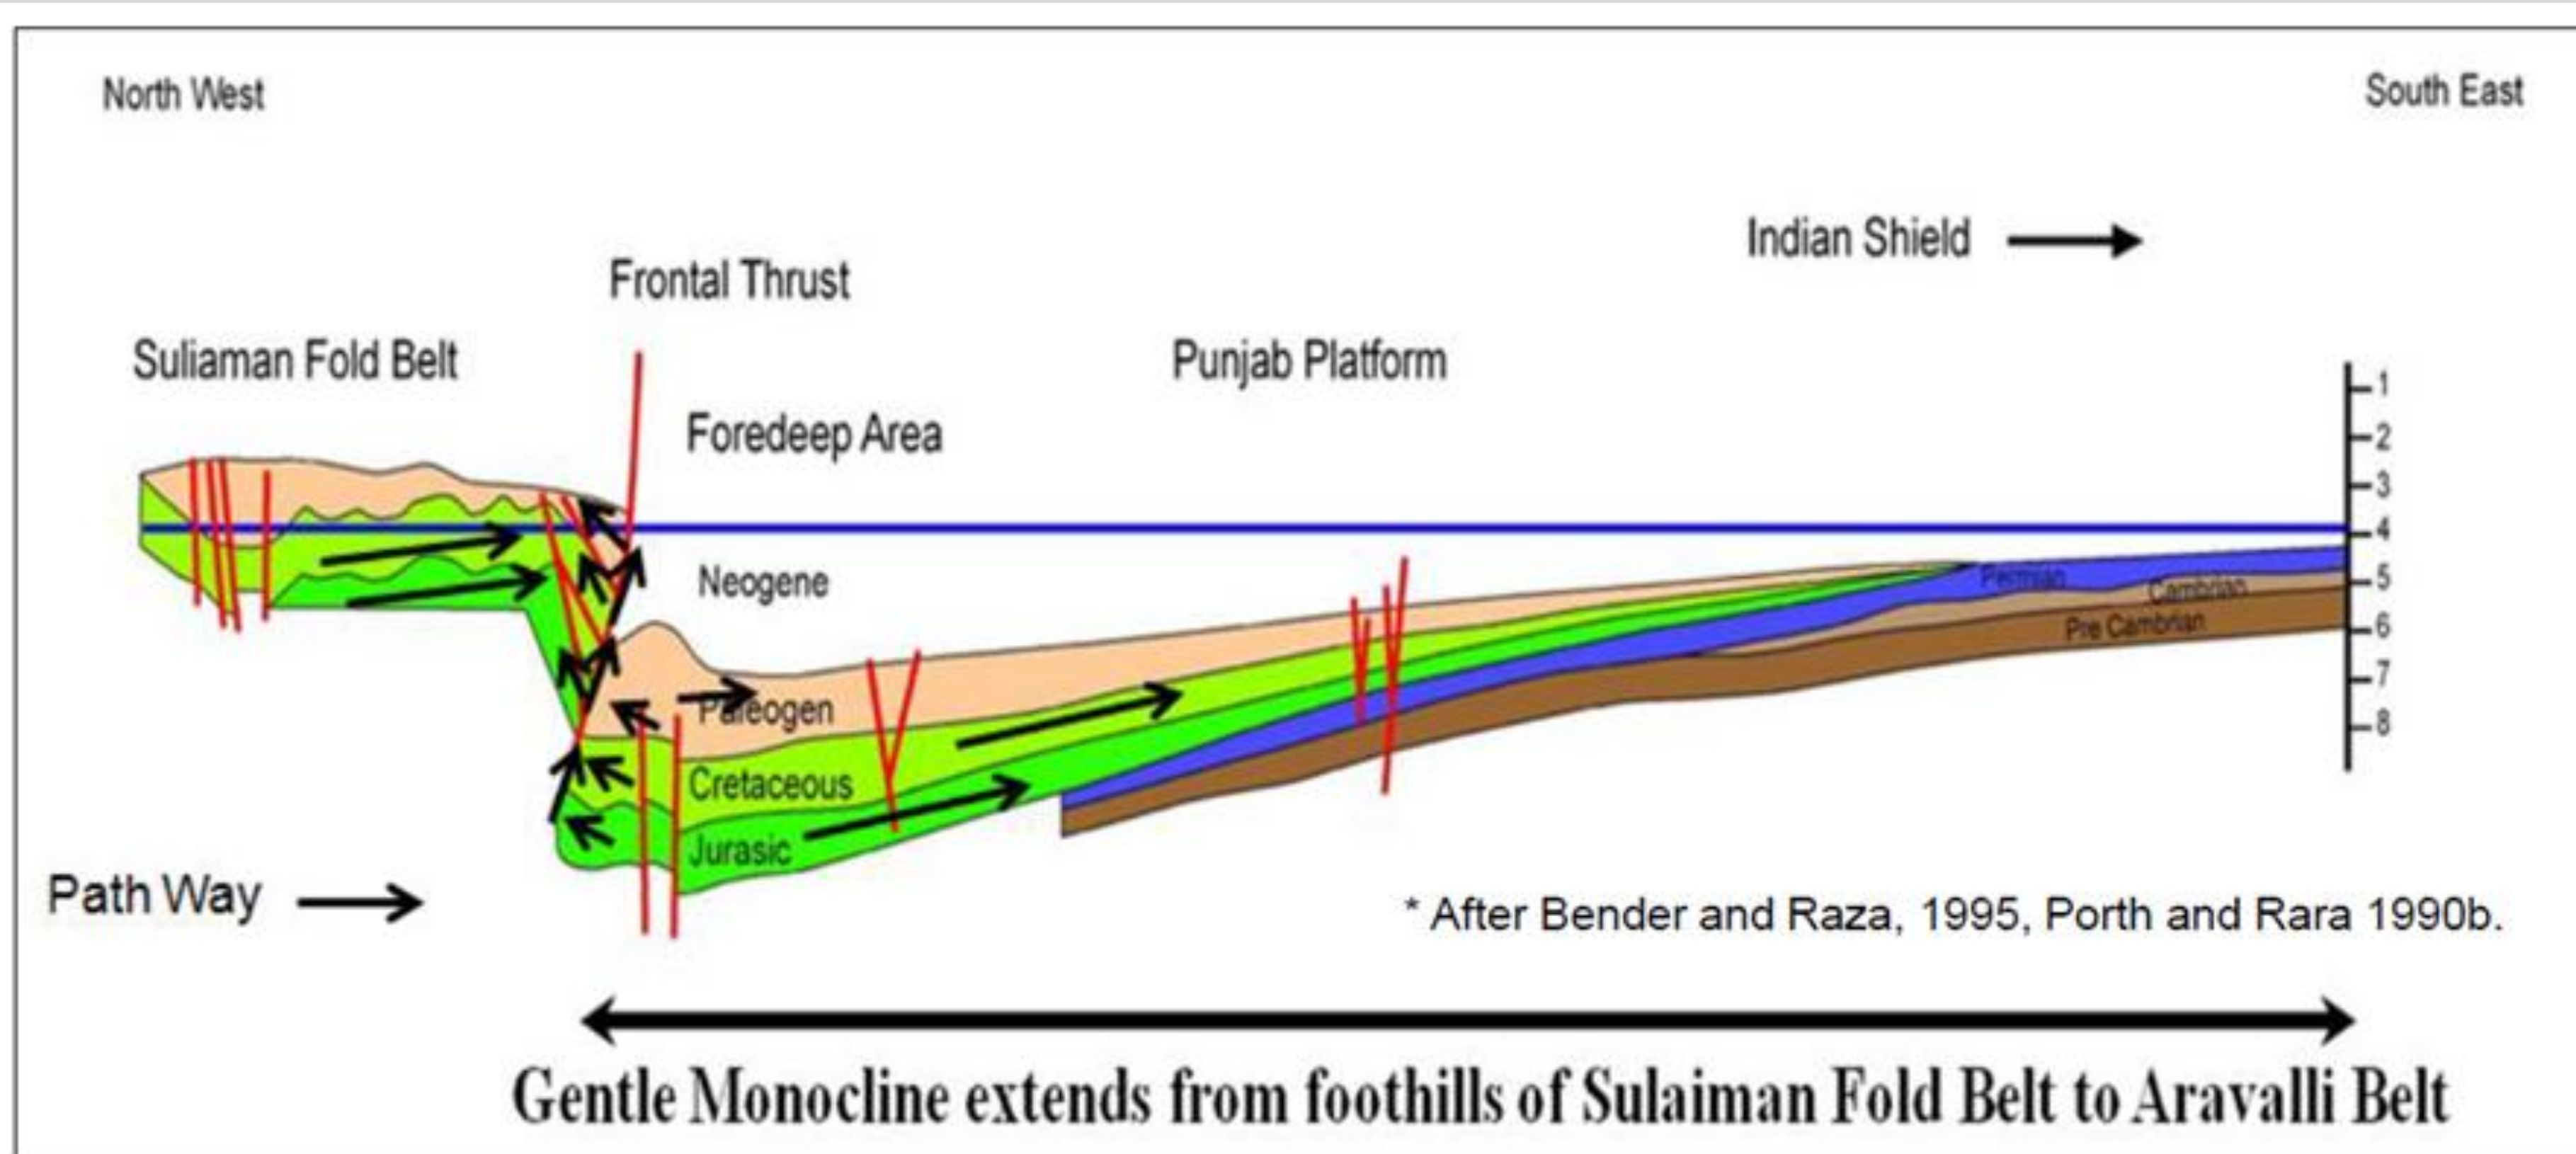 North West
South East
Indian Shield
Frontal Thrust
Suliaman Fold Belt
Punjab Platform
Foredeep Area
1
2
3
4
5
6
7
8
Neogene
Permian
Cambrian
Pre Cambrian
Paleogen
Cretaceous
Jurasic
Path Way
* After Bender and Raza, 1995, Porth and Rara 1990b.
Gentle Monocline extends from foothills of Sulaiman Fold Belt to Aravalli Belt